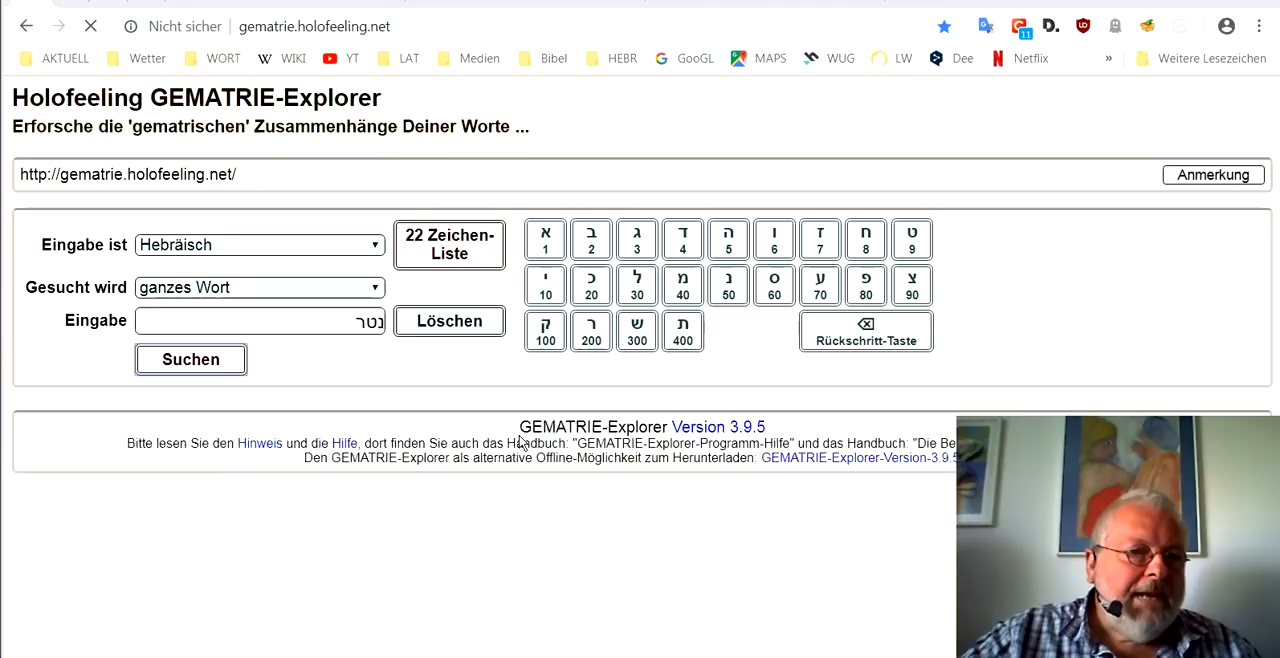 Nicht sicher | gematrie.holofeeling.net
11
AKTUELL Wetter WORT WIKI YT LAT Medien Bibel HEBR GooGL MAPS WUG LW Dee Netflix » Weitere Lesezeichen
Holofeeling GEMATRIE-Explorer
Erforsche die 'gematrischen' Zusammenhänge Deiner Worte ...
http://gematrie.holofeeling.net/ Anmerkung
Eingabe ist Hebräisch
22 Zeichen-
Liste
Gesucht wird ganzes Wort
Eingabe נטר Löschen
Suchen
א ב ג ד ה ו ז ח ט
1 2 3 4 5 6 7 8 9
י כ ל מ נ ס ע פ צ
10 20 30 40 50 60 70 80 90
ק ר ש ת
100 200 300 400 Rückschritt-Taste
GEMATRIE-Explorer Version 3.9.5
Bitte lesen Sie den Hinweis und die Hilfe, dort finden Sie auch das Handbuch: "GEMATRIE-Explorer-Programm-Hilfe" und das Handbuch: "Die Be
Den GEMATRIE-Explorer als alternative Offline-Möglichkeit zum Herunterladen: GEMATRIE-Explorer-Version-3.9.5